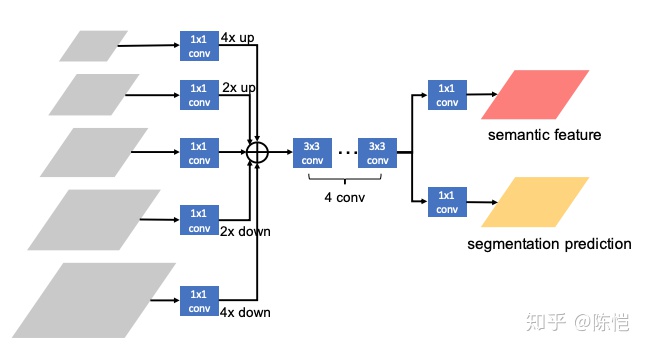 1x1
conv
4x up
1x1
conv
2x up
1x1
conv
1x1
conv
2x down
1x1
conv
4x down
3x3
conv
...
3x3
conv
4 conv
1x1
conv
semantic feature
1x1
conv
segmentation prediction
知乎 @陈恺